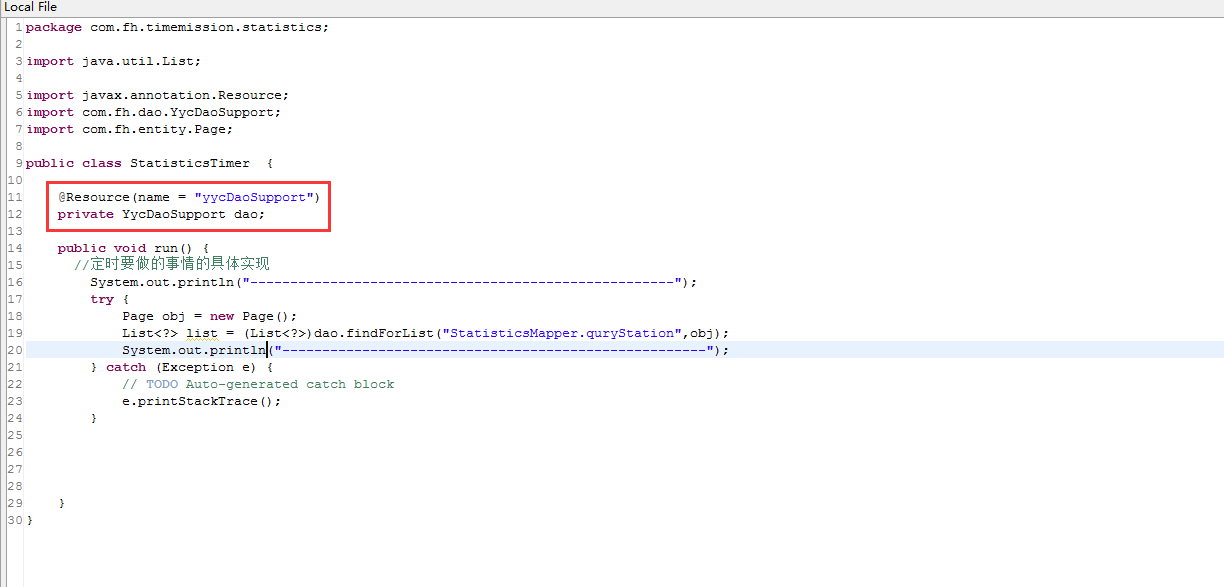 Local File
1 package com.fh.timemission.statistics;
2
3 import java.util.List;
4
5 import javax.annotation.Resource;
6 import com.fh.dao.YycDaoSupport;
7 import com.fh.entity.Page;
8
9 public class StatisticsTimer  {
10
11     @Resource(name = "yycDaoSupport")
12     private YycDaoSupport dao;
13
14     public void run() {
15       //定时要做的事情的具体实现
16         System.out.println("-----------------------------------------------------");
17         try {
18             Page obj = new Page();
19             List<?> list = (List<?>)dao.findForList("StatisticsMapper.quryStation",obj);
20             System.out.println("-----------------------------------------------------");
21         } catch (Exception e) {
22             // TODO Auto-generated catch block
23             e.printStackTrace();
24         }
25
26
27
28
29     }
30 }